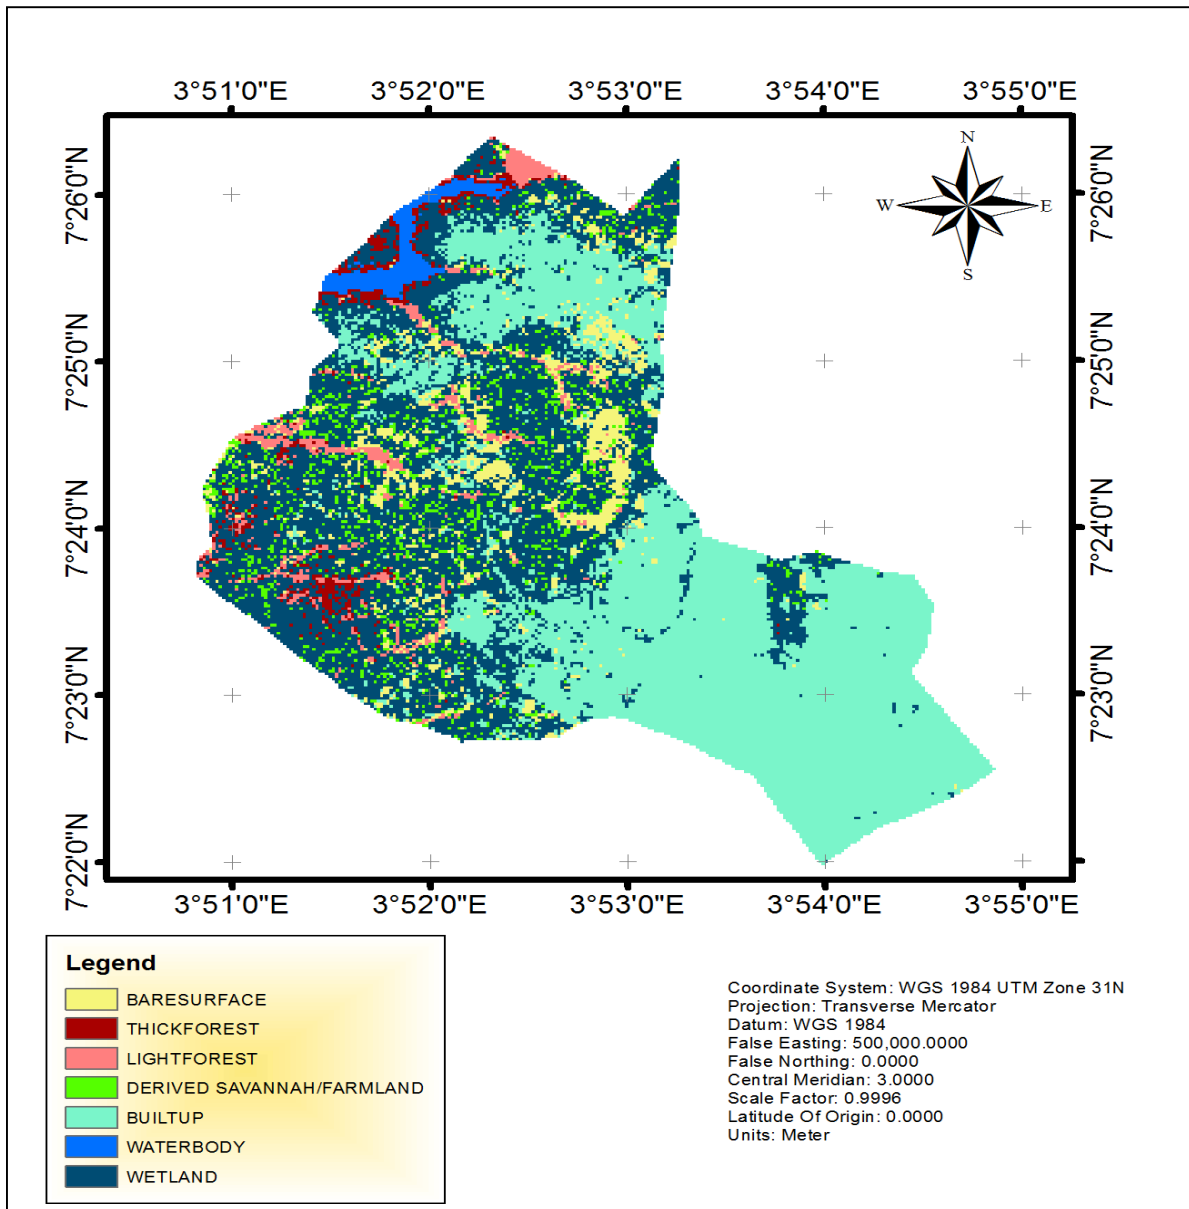 3°51'0"E 3°52'0"E 3°53'0"E 3°54'0"E 3°55'0"E
N
W E
S
7°26'0"N 7°26'0"N
7°25'0"N 7°25'0"N
7°24'0"N 7°24'0"N
7°23'0"N 7°23'0"N
7°22'0"N 7°22'0"N
3°51'0"E 3°52'0"E 3°53'0"E 3°54'0"E 3°55'0"E
Legend
BARESURFACE
THICKFOREST
LIGHTFOREST
DERIVED SAVANNAH/FARMLAND
BUILTUP
WATERBODY
WETLAND
Coordinate System: WGS 1984 UTM Zone 31N
Projection: Transverse Mercator
Datum: WGS 1984
False Easting: 500,000.0000
False Northing: 0.0000
Central Meridian: 3.0000
Scale Factor: 0.9996
Latitude Of Origin: 0.0000
Units: Meter